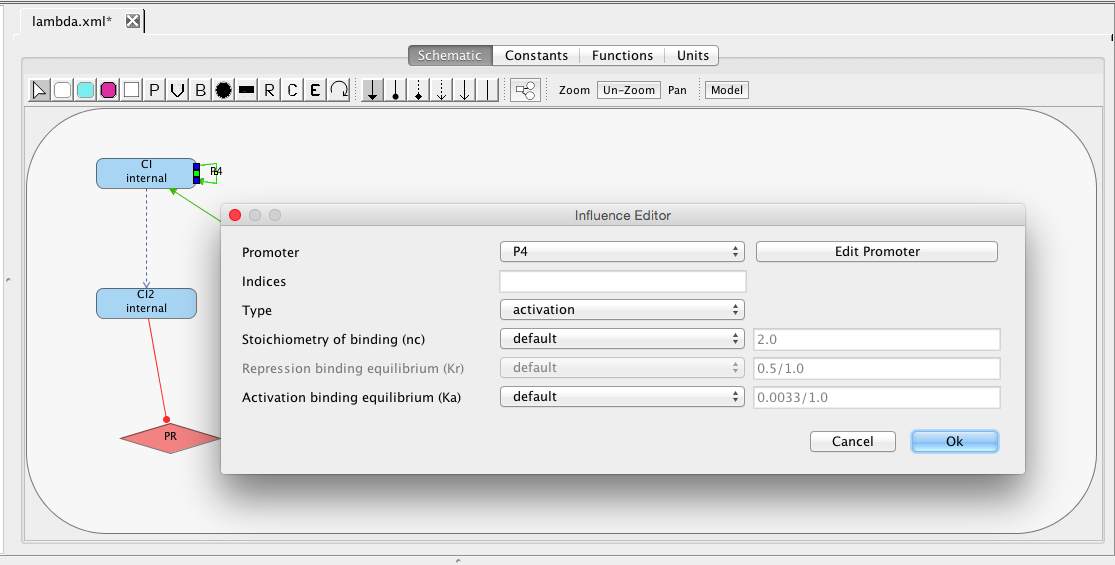 lambda.xml*
Schematic Constants Functions Units
P V B R C E Zoom Un-Zoom Pan Model
CI
internal
P4
Influence Editor
Promoter P4 Edit Promoter
Indices
Type activation
Stoichiometry of binding (nc) default 2.0
Repression binding equilibrium (Kr) default 0.5/1.0
Activation binding equilibrium (Ka) default 0.0033/1.0
Cancel Ok
CI2
internal
PR